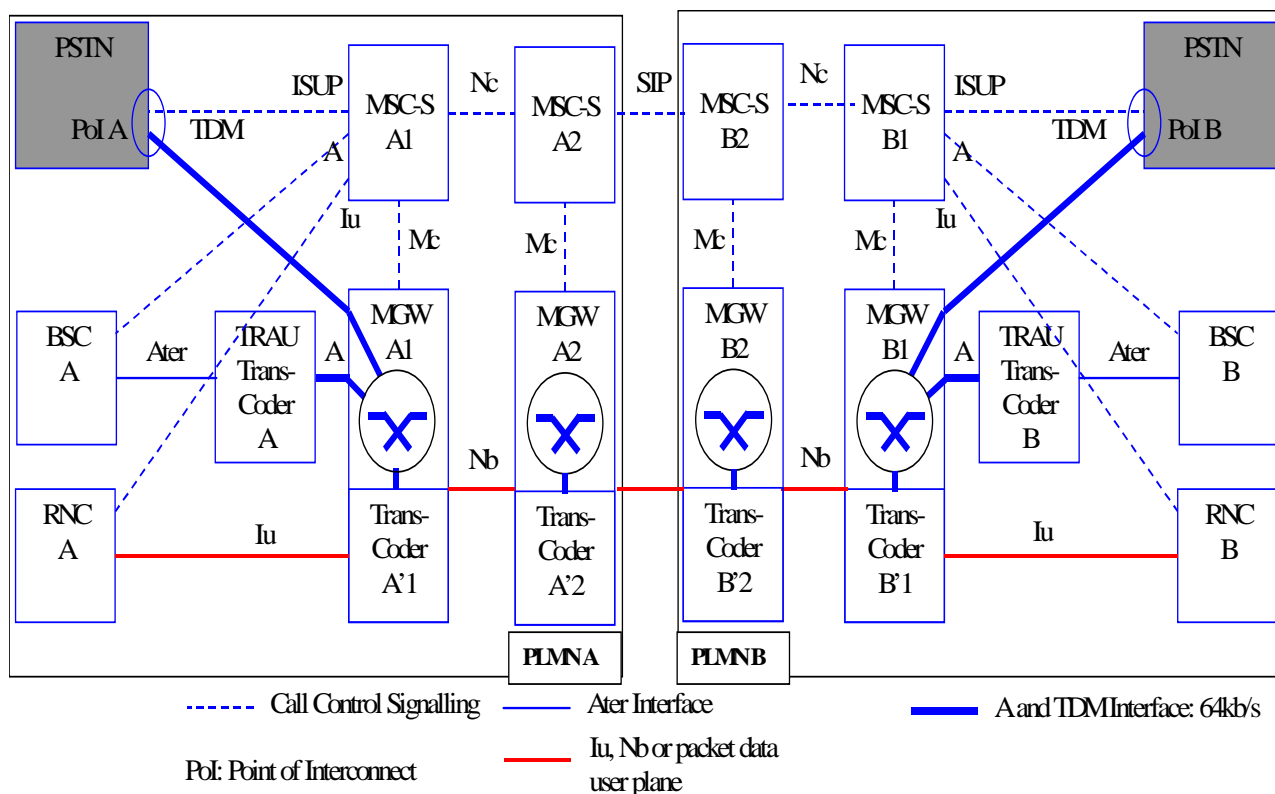 PSTN
PoI A
TDM
ISUP
MSC-S
A1
Nc
MSC-S
A2
SIP
MSC-S
B2
Nc
MSC-S
B1
ISUP
TDM
PSTN
PoI B
A
Iu
Mc
Mc
Mc
Mc
A
Iu
BSC
A
Ater
TRAU
Trans-
Coder
A
A
MGW
A1
MGW
A2
MGW
B2
MGW
B1
A
TRAU
Trans-
Coder
B
Ater
BSC
B
Nb
Nb
RNC
A
Iu
Trans-
Coder
A'1
Trans-
Coder
A'2
Trans-
Coder
B'2
Trans-
Coder
B'1
Iu
RNC
B
PLMN A
PLMN B
Call Control Signalling
Ater Interface
A and TDM Interface: 64kb/s
PoI: Point of Interconnect
Iu, Nb or packet data
user plane